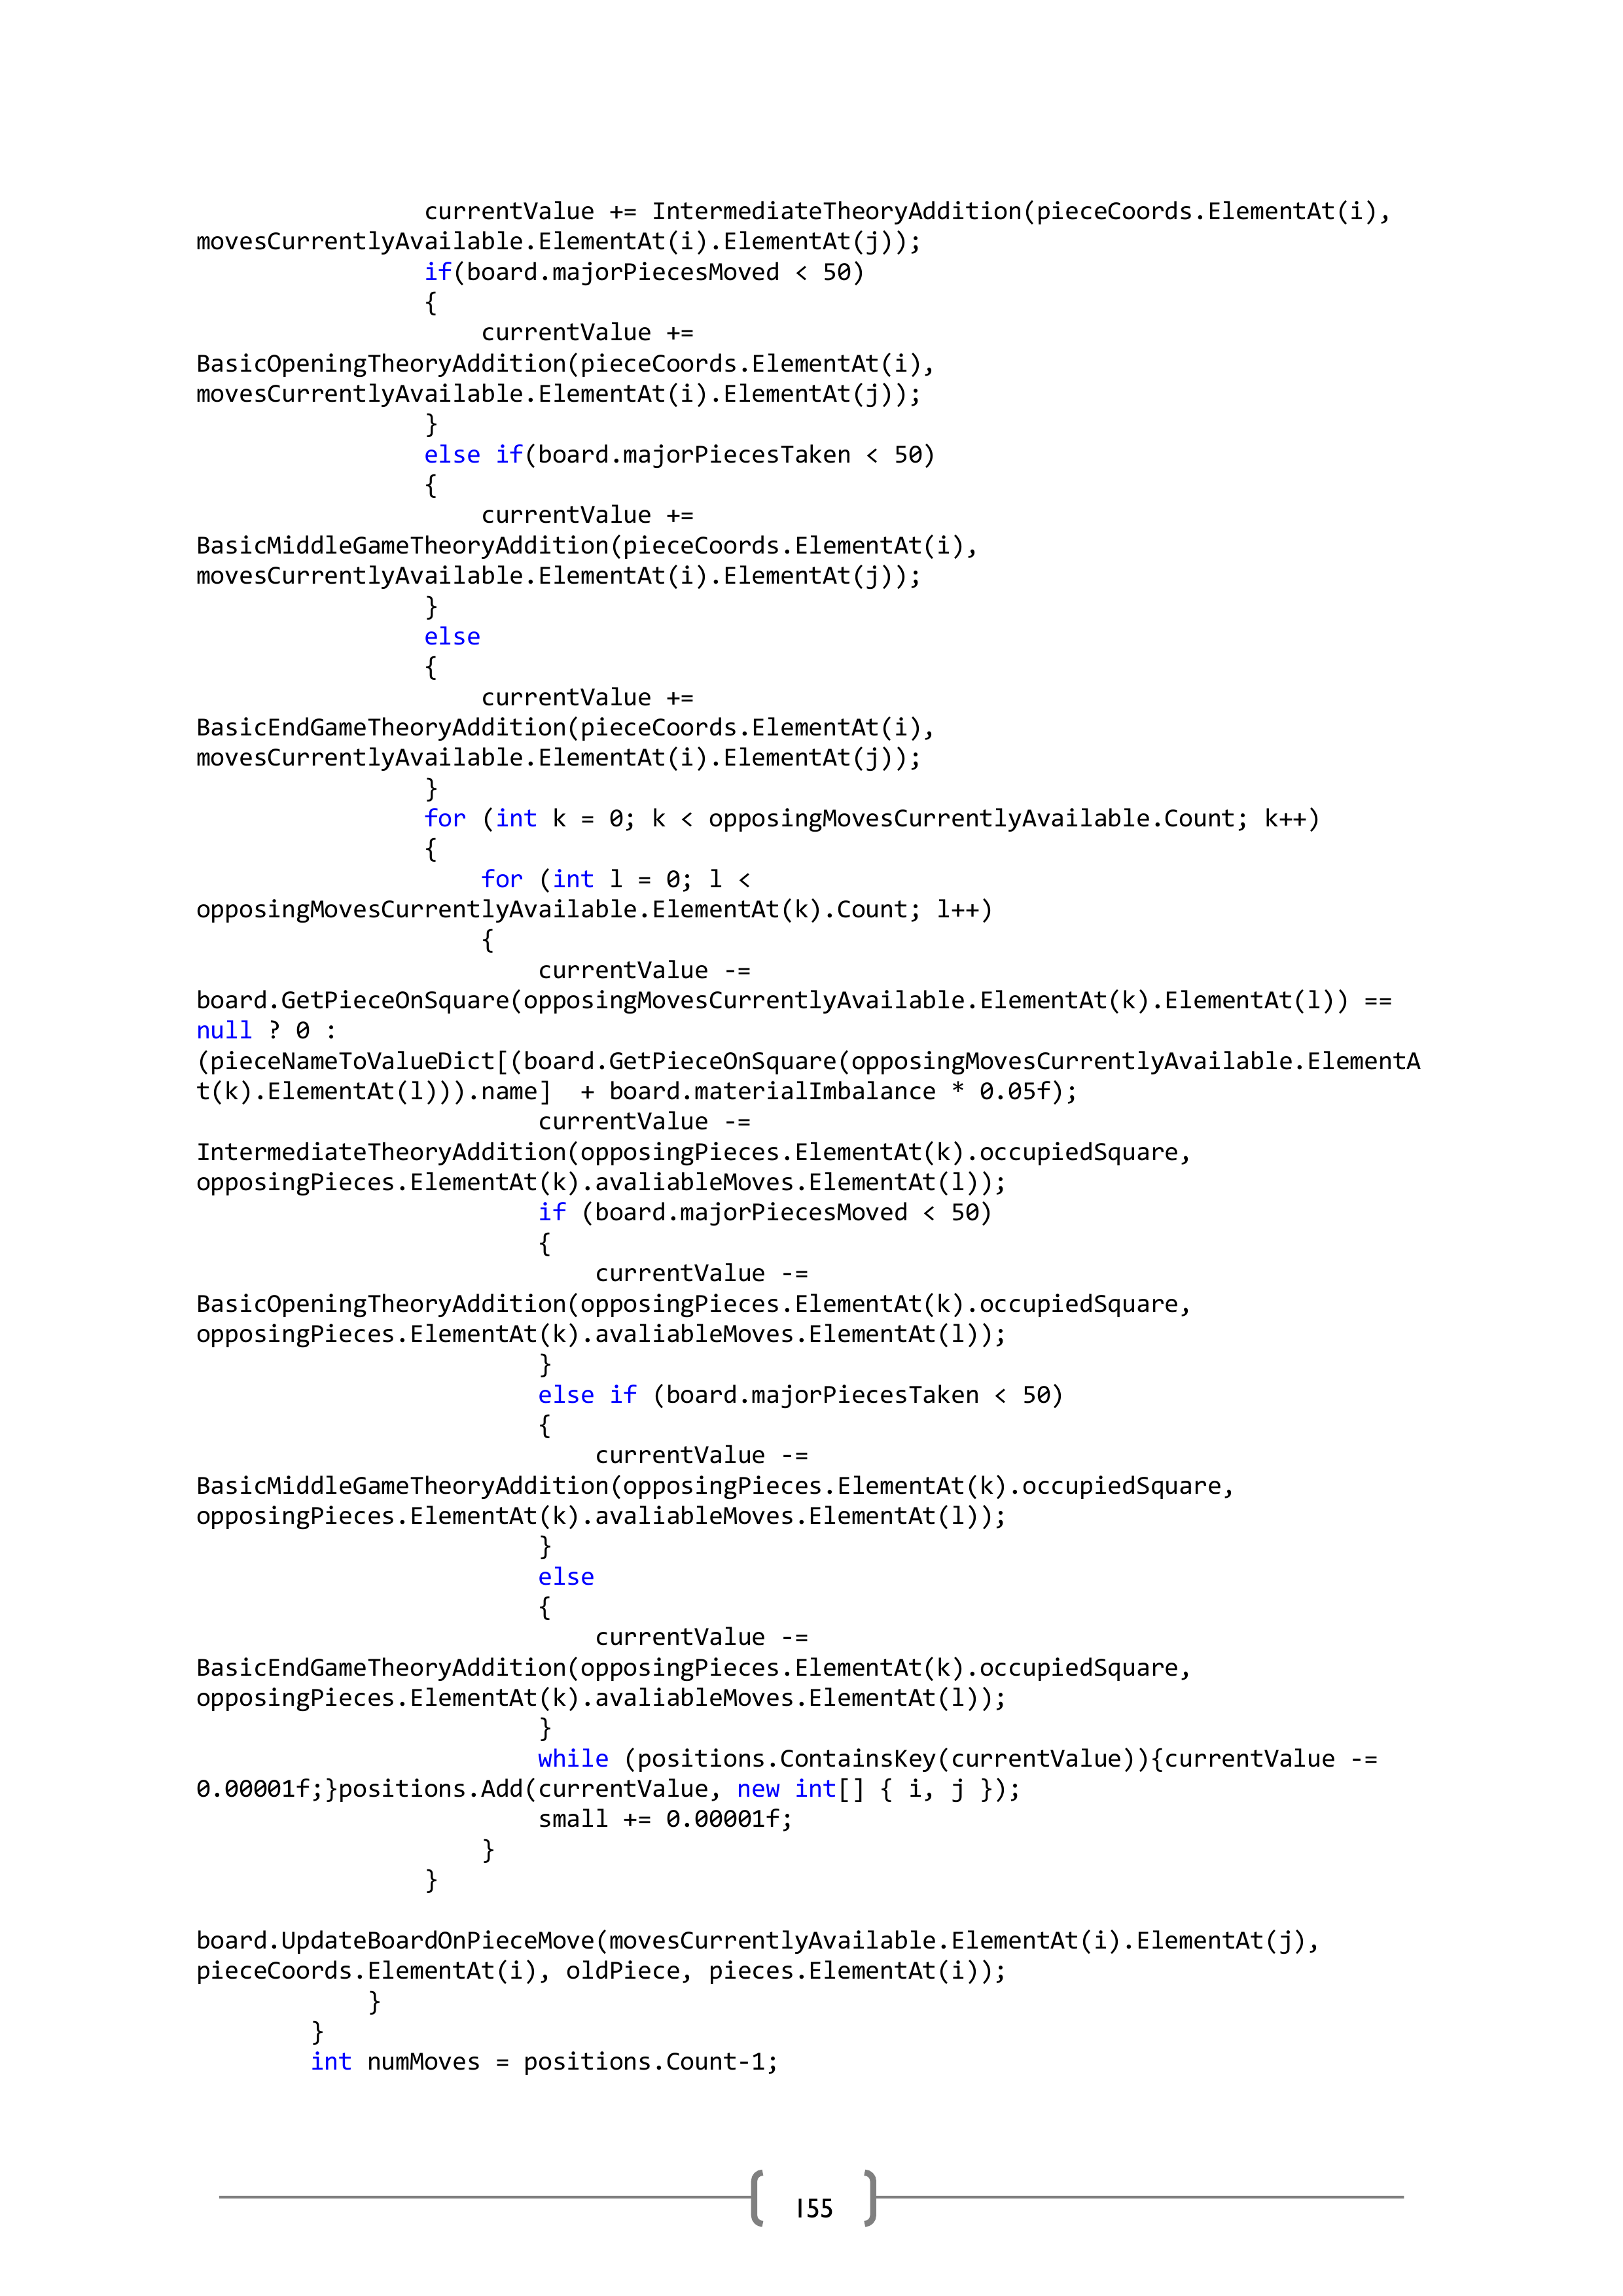 currentValue += IntermediateTheoryAddition(pieceCoords.ElementAt(i),
movesCurrentlyAvailable.ElementAt(i).ElementAt(j));
if(board.majorPiecesMoved < 50)
{
currentValue +=
BasicOpeningTheoryAddition(pieceCoords.ElementAt(i),
movesCurrentlyAvailable.ElementAt(i).ElementAt(j));
}
else if(board.majorPiecesTaken < 50)
{
currentValue +=
BasicMiddleGameTheoryAddition(pieceCoords.ElementAt(i),
movesCurrentlyAvailable.ElementAt(i).ElementAt(j));
}
else
{
currentValue +=
BasicEndGameTheoryAddition(pieceCoords.ElementAt(i),
movesCurrentlyAvailable.ElementAt(i).ElementAt(j));
}
for (int k = 0; k < opposingMovesCurrentlyAvailable.Count; k++)
{
for (int l = 0; l <
opposingMovesCurrentlyAvailable.ElementAt(k).Count; l++)
{
currentValue -=
board.GetPieceOnSquare(opposingMovesCurrentlyAvailable.ElementAt(k).ElementAt(l)) ==
null ? 0 :
(pieceNameToValueDict[(board.GetPieceOnSquare(opposingMovesCurrentlyAvailable.ElementA
t(k).ElementAt(l))).name]  + board.materialImbalance * 0.05f);
currentValue -=
IntermediateTheoryAddition(opposingPieces.ElementAt(k).occupiedSquare,
opposingPieces.ElementAt(k).avaliableMoves.ElementAt(l));
if (board.majorPiecesMoved < 50)
{
currentValue -=
BasicOpeningTheoryAddition(opposingPieces.ElementAt(k).occupiedSquare,
opposingPieces.ElementAt(k).avaliableMoves.ElementAt(l));
}
else if (board.majorPiecesTaken < 50)
{
currentValue -=
BasicMiddleGameTheoryAddition(opposingPieces.ElementAt(k).occupiedSquare,
opposingPieces.ElementAt(k).avaliableMoves.ElementAt(l));
}
else
{
currentValue -=
BasicEndGameTheoryAddition(opposingPieces.ElementAt(k).occupiedSquare,
opposingPieces.ElementAt(k).avaliableMoves.ElementAt(l));
}
while (positions.ContainsKey(currentValue)){currentValue -=
0.00001f;}positions.Add(currentValue, new int[] { i, j });
small += 0.00001f;
}
}
board.UpdateBoardOnPieceMove(movesCurrentlyAvailable.ElementAt(i).ElementAt(j),
pieceCoords.ElementAt(i), oldPiece, pieces.ElementAt(i));
}
}
int numMoves = positions.Count-1;
155